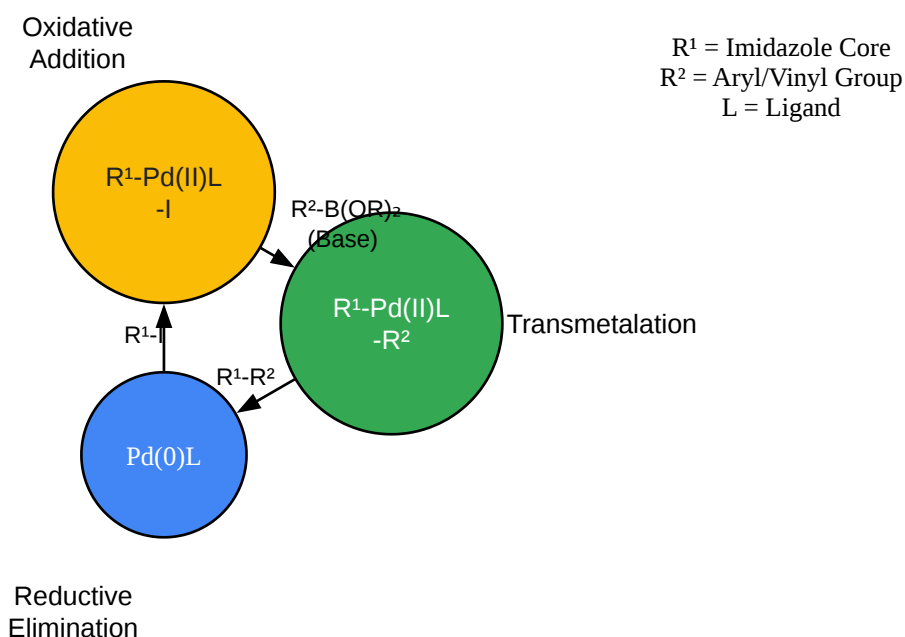 Oxidative
Addition
R¹ = Imidazole Core
R² = Aryl/Vinyl Group
L = Ligand
R¹-Pd(II)L
-I
R²-B(OR)₂
(Base)
R¹-Pd(II)L
-R²
Transmetalation
R¹-I
R¹-R²
Pd(0)L
Reductive
Elimination